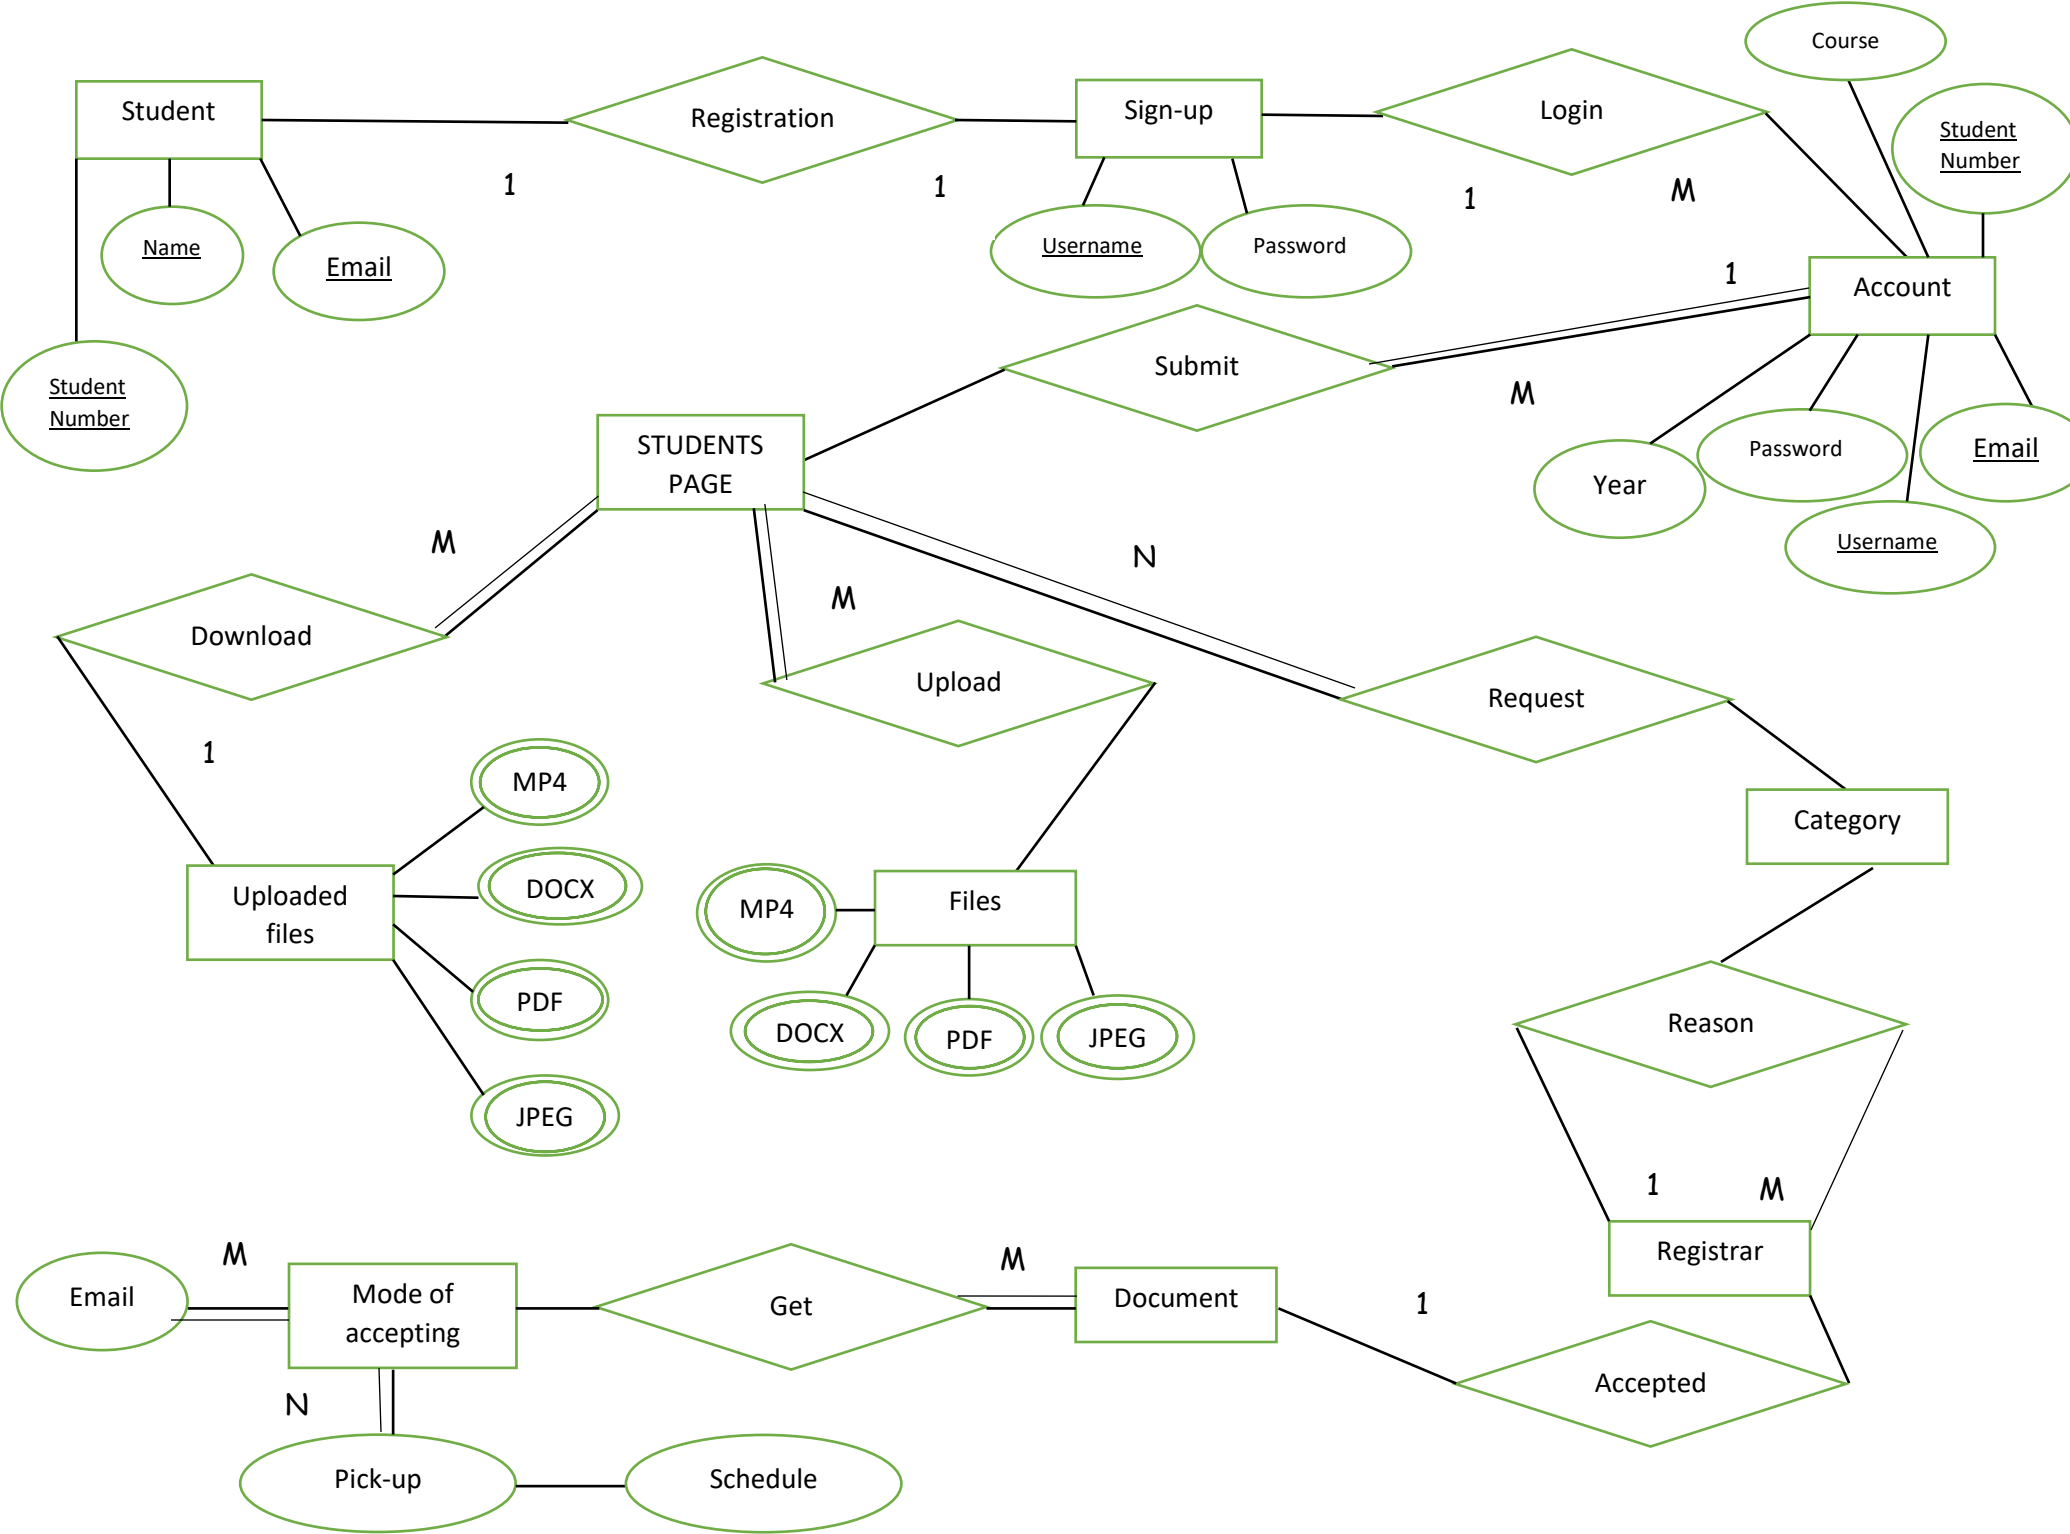 Course
Student
Registration
Sign-up
Login
Student
Number
1
1
1
M
Name
Email
Username
Password
1
Account
Student
Number
Submit
M
STUDENTS
PAGE
Year
Password
Email
Username
M
N
M
Download
Upload
Request
1
MP4
DOCX
PDF
JPEG
Uploaded
files
MP4
Files
DOCX
PDF
JPEG
Category
Reason
1
M
Registrar
Email
M
Mode of
accepting
Get
M
Document
1
Accepted
N
Pick-up
Schedule